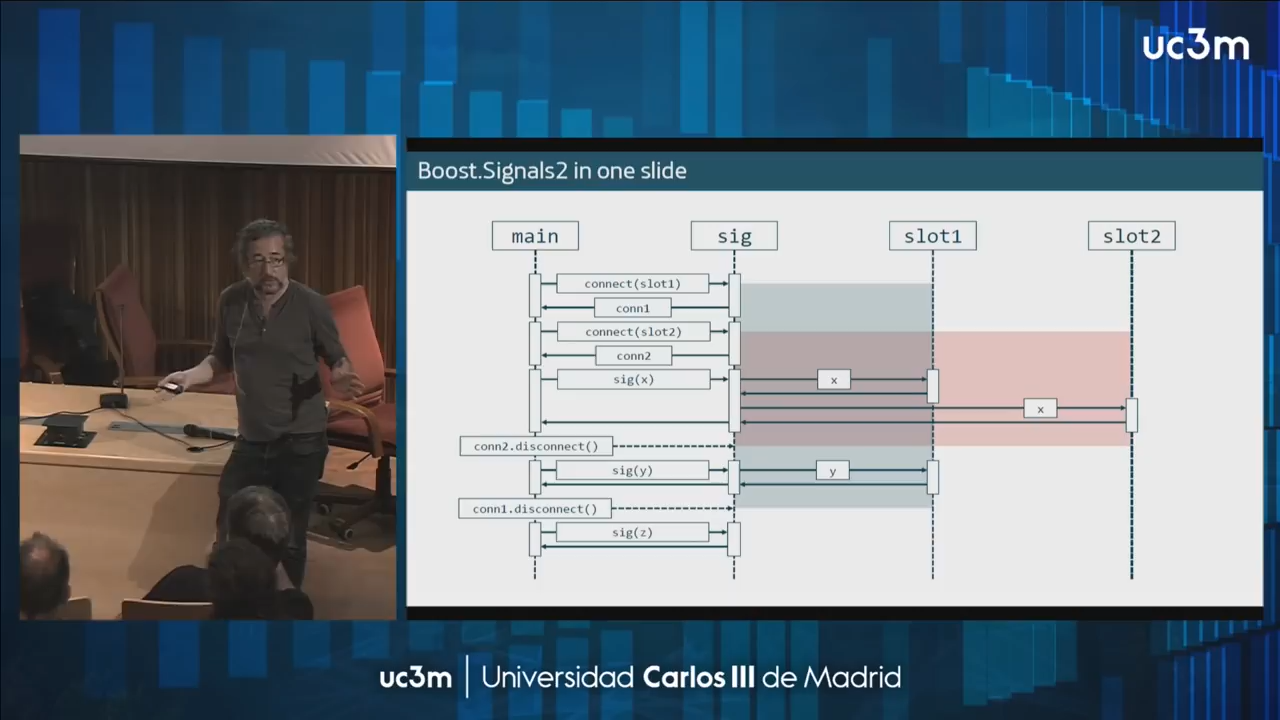 uc3m
Boost.Signals2 in one slide
main
sig
slot1
slot2
connect(slot1)
conn1
connect(slot2)
conn2
sig(x)
x
x
conn2.disconnect()
sig(y)
y
conn1.disconnect()
sig(z)
uc3m | Universidad Carlos III de Madrid